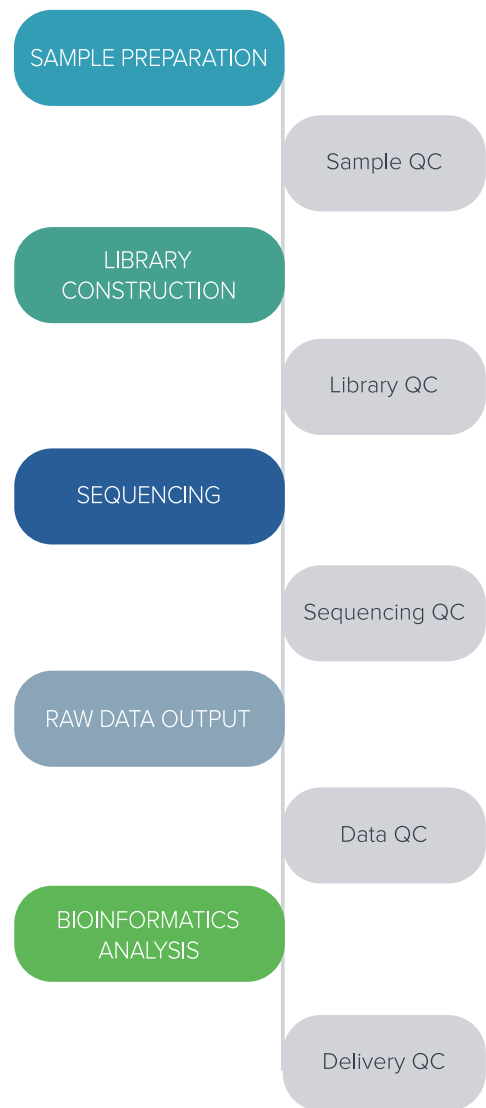 SAMPLE PREPARATION
Sample QC
LIBRARY
CONSTRUCTION
Library QC
SEQUENCING
Sequencing QC
RAW DATA OUTPUT
Data QC
BIOINFORMATICS
ANALYSIS
Delivery QC